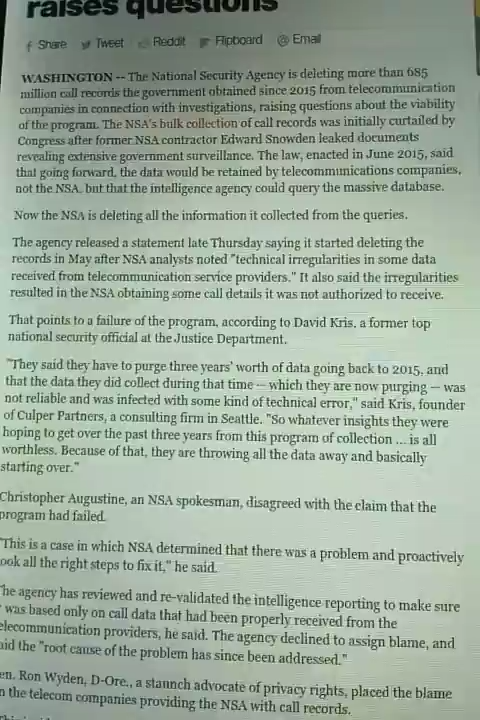 raises questions
Share Tweet Reddit Flipboard @ Email
WASHINGTON -- The National Security Agency is deleting more than 685
million call records the government obtained since 2015 from telecommunication
companies in connection with investigations, raising questions about the viability
of the program. The NSA's bulk collection of call records was initially curtailed by
Congress after former NSA contractor Edward Snowden leaked documents
revealing extensive government surveillance. The law, enacted in June 2015, said
that going forward, the data would be retained by telecommunications companies,
not the NSA, but that the intelligence agency could query the massive database.
Now the NSA is deleting all the information it collected from the queries.
The agency released a statement late Thursday saying it started deleting the
records in May after NSA analysts noted "technical irregularities in some data
received from telecommunication service providers." It also said the irregularities
resulted in the NSA obtaining some call details it was not authorized to receive.
That points to a failure of the program, according to David Kris, a former top
national security official at the Justice Department.
"They said they have to purge three years' worth of data going back to 2015, and
that the data they did collect during that time -- which they are now purging -- was
not reliable and was infected with some kind of technical error," said Kris, founder
of Culper Partners, a consulting firm in Seattle. "So whatever insights they were
hoping to get over the past three years from this program of collection ... is all
worthless. Because of that, they are throwing all the data away and basically
starting over."
Christopher Augustine, an NSA spokesman, disagreed with the claim that the
program had failed.
"This is a case in which NSA determined that there was a problem and proactively
ook all the right steps to fix it," he said.
he agency has reviewed and re-validated the intelligence reporting to make sure
was based only on call data that had been properly received from the
elecommunication providers, he said. The agency declined to assign blame, and
aid the "root cause of the problem has since been addressed."
en. Ron Wyden, D-Ore., a staunch advocate of privacy rights, placed the blame
n the telecom companies providing the NSA with call records.